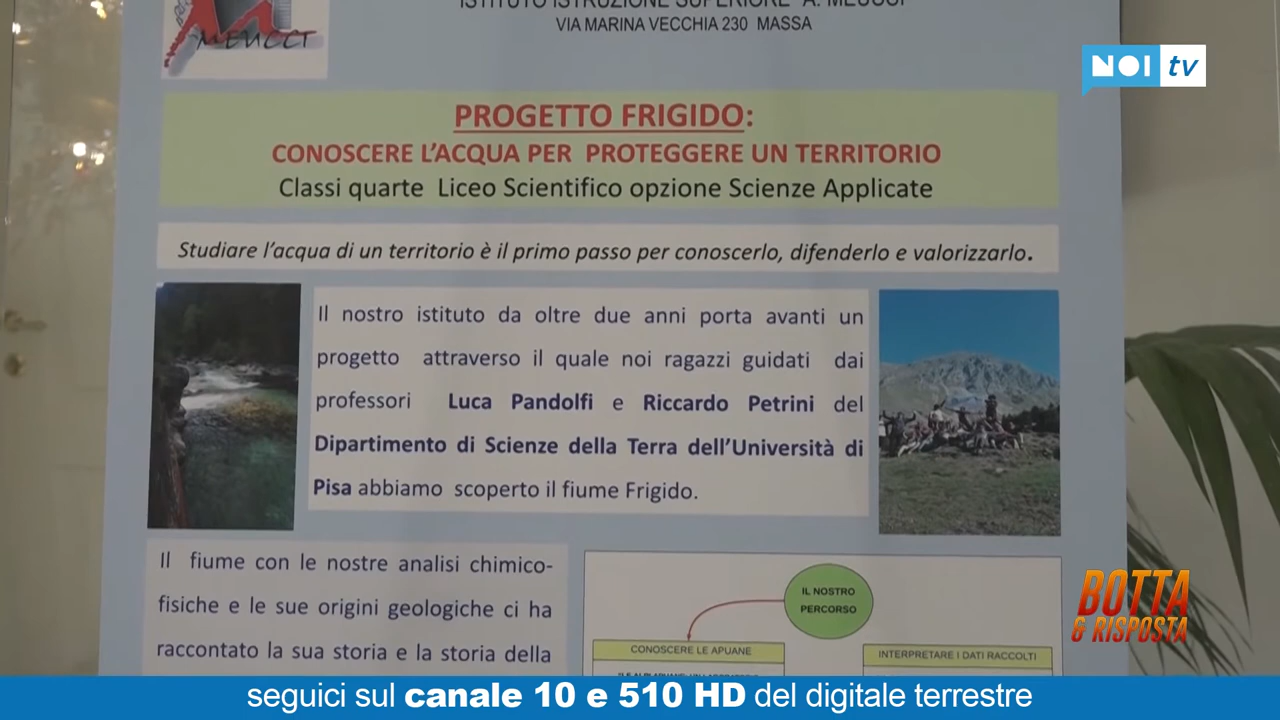 ISTITUTO ISTRUZIONE SUPERIORE "A. MEUCCI"
VIA MARINA VECCHIA 230 MASSA
MEUCCI
NOI tv
PROGETTO FRIGIDO:
CONOSCERE L'ACQUA PER PROTEGGERE UN TERRITORIO
Classi quarte Liceo Scientifico opzione Scienze Applicate
Studiare l'acqua di un territorio è il primo passo per conoscerlo, difenderlo e valorizzarlo.
Il nostro istituto da oltre due anni porta avanti un
progetto attraverso il quale noi ragazzi guidati dai
professori Luca Pandolfi e Riccardo Petrini del
Dipartimento di Scienze della Terra dell'Università di
Pisa abbiamo scoperto il fiume Frigido.
Il fiume con le nostre analisi chimico-
fisiche e le sue origini geologiche ci ha
raccontato la sua storia e la storia della
IL NOSTRO
PERCORSO
CONOSCERE LE APUANE
INTERPRETARE I DATI RACCOLTI
BOTTA
& RISPOSTA
seguici sul canale 10 e 510 HD del digitale terrestre